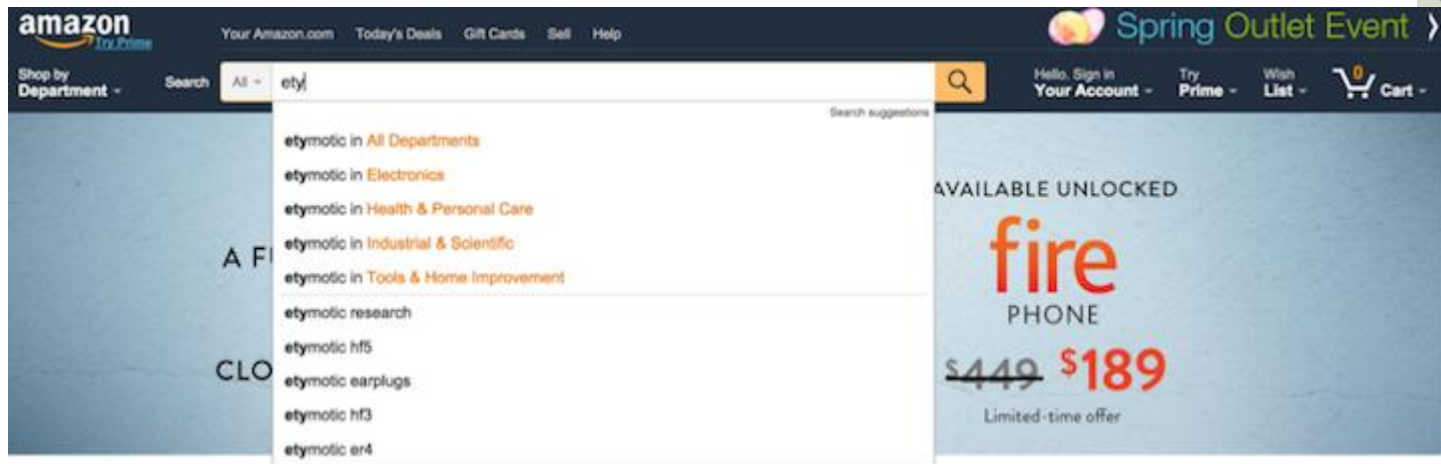 amazon
Try Prime
Your Amazon.com Today's Deals Gift Cards Sell Help
Spring Outlet Event
Shop by
Department
Search All ety
Hello. Sign in
Your Account
Try
Prime
Wish
List
0
Cart
Search suggestions
etymotic in All Departments
etymotic in Electronics
etymotic in Health & Personal Care
etymotic in Industrial & Scientific
etymotic in Tools & Home Improvement
etymotic research
etymotic hf5
etymotic earplugs
etymotic hf3
etymotic er4
A F
CLO
AVAILABLE UNLOCKED
fire
PHONE
$449 $189
Limited-time offer